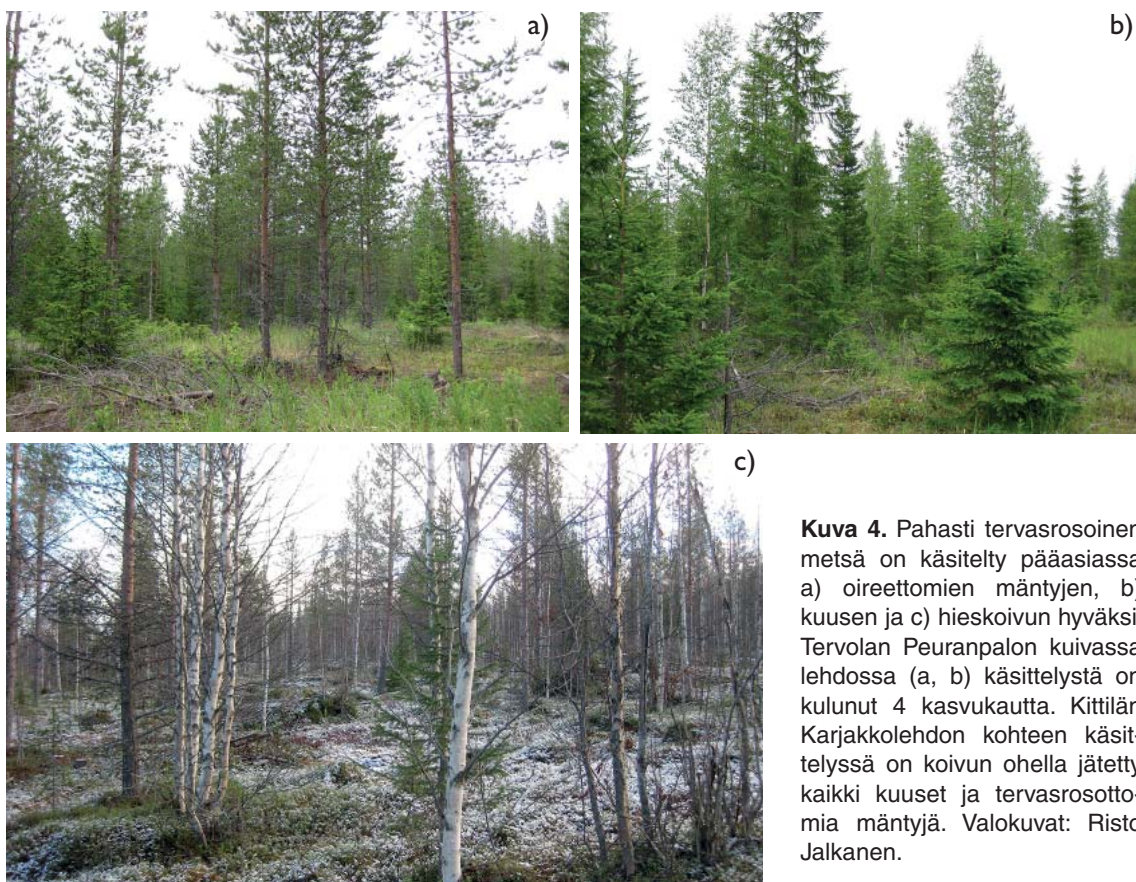 a)
b)
c)
Kuva 4. Pahasti tervasrosoinen
metsä on käsitelty pääasiassa
a) oireettomien mäntyjen, b)
kuusen ja c) hieskoivun hyväksi.
Tervolan Peuranpalon kuivassa
lehdossa (a, b) käsittelystä on
kulunut 4 kasvukautta. Kittilän
Karjakkolehdon kohteen käsit-
telyssä on koivun ohella jätetty
kaikki kuuset ja tervasrosotto-
mia mäntyjä. Valokuvat: Risto
Jalkanen.